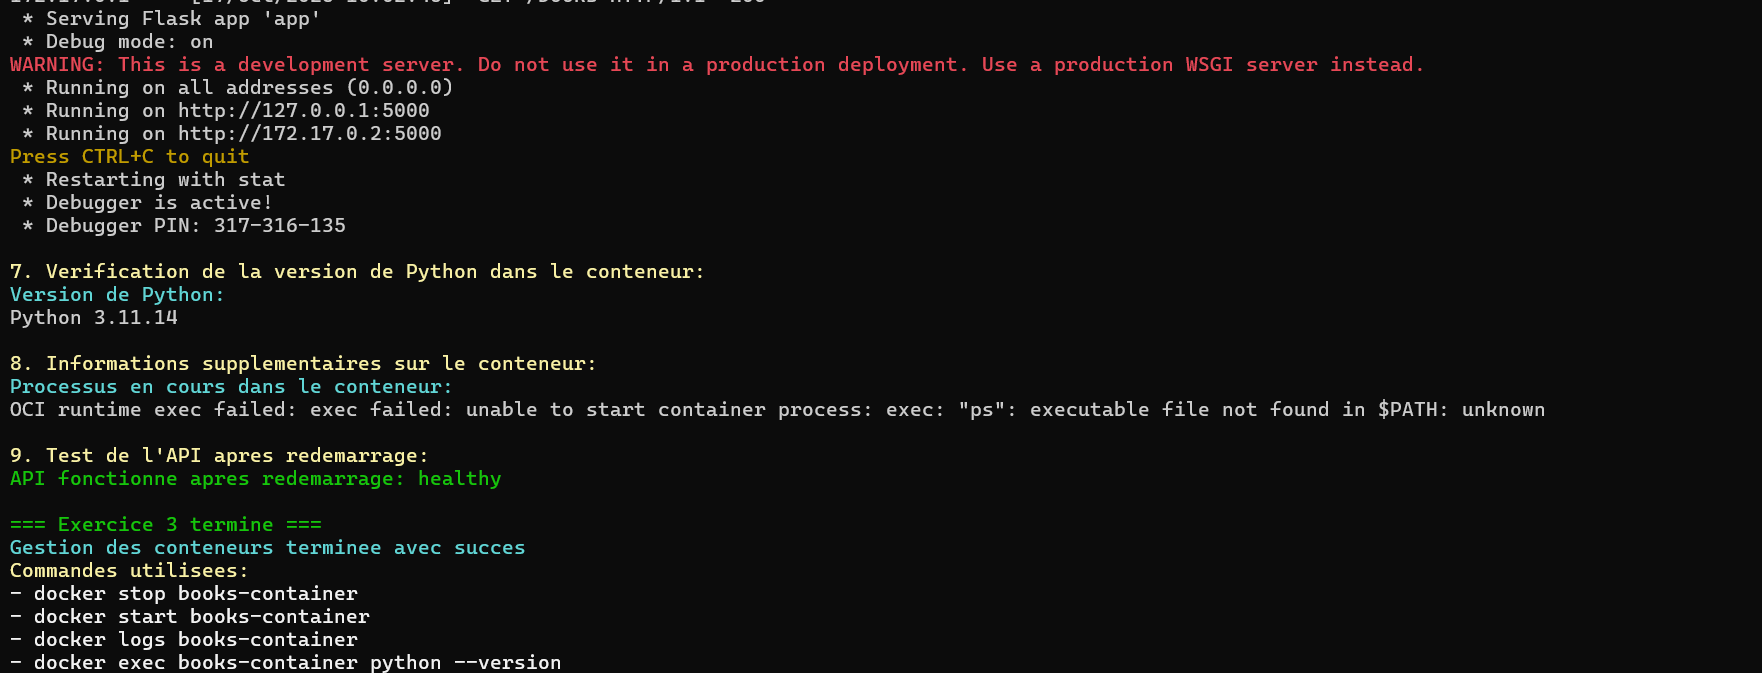 * Serving Flask app 'app'
* Debug mode: on
WARNING: This is a development server. Do not use it in a production deployment. Use a production WSGI server instead.
* Running on all addresses (0.0.0.0)
* Running on http://127.0.0.1:5000
* Running on http://172.17.0.2:5000
Press CTRL+C to quit
* Restarting with stat
* Debugger is active!
* Debugger PIN: 317-316-135
7. Verification de la version de Python dans le conteneur:
Version de Python:
Python 3.11.14
8. Informations supplementaires sur le conteneur:
Processus en cours dans le conteneur:
OCI runtime exec failed: exec failed: unable to start container process: exec: "ps": executable file not found in $PATH: unknown
9. Test de l'API apres redemarrage:
API fonctionne apres redemarrage: healthy
=== Exercice 3 termine ===
Gestion des conteneurs terminee avec succes
Commandes utilisees:
- docker stop books-container
- docker start books-container
- docker logs books-container
- docker exec books-container python --version